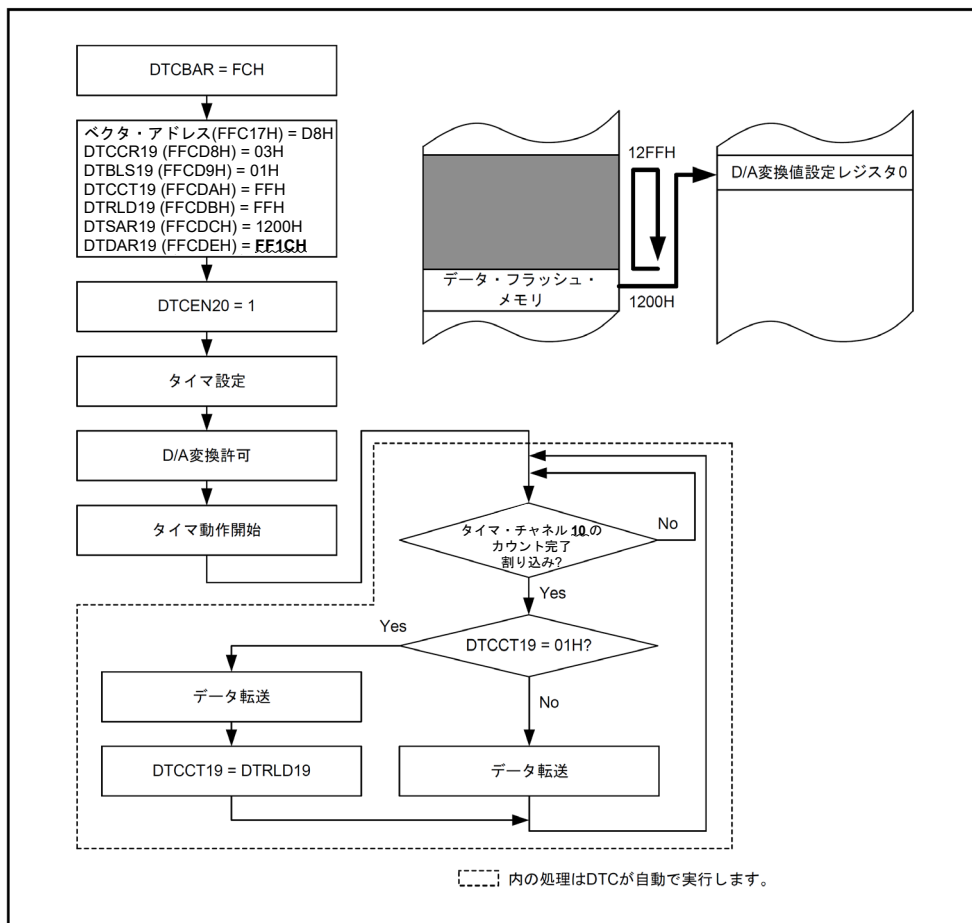 DTCBAR = FCH
ベクタ・アドレス(FFC17H) = D8H
DTCCR19 (FFCD8H) = 03H
DTBLS19 (FFCD9H) = 01H
DTCCT19 (FFCDAH) = FFH
DTRLD19 (FFCDBH) = FFH
DTSAR19 (FFCDCH) = 1200H
DTDAR19 (FFCDEH) = FF1CH
DTCEN20 = 1
タイマ設定
D/A変換許可
タイマ動作開始
12FFH
D/A変換値設定レジスタ0
データ・フラッシュ・
メモリ
1200H
タイマ・チャネル 10 の
カウント完了
割り込み?
No
Yes
DTCCT19 = 01H?
Yes
No
データ転送
DTCCT19 = DTRLD19
データ転送
内の処理はDTCが自動で実行します。